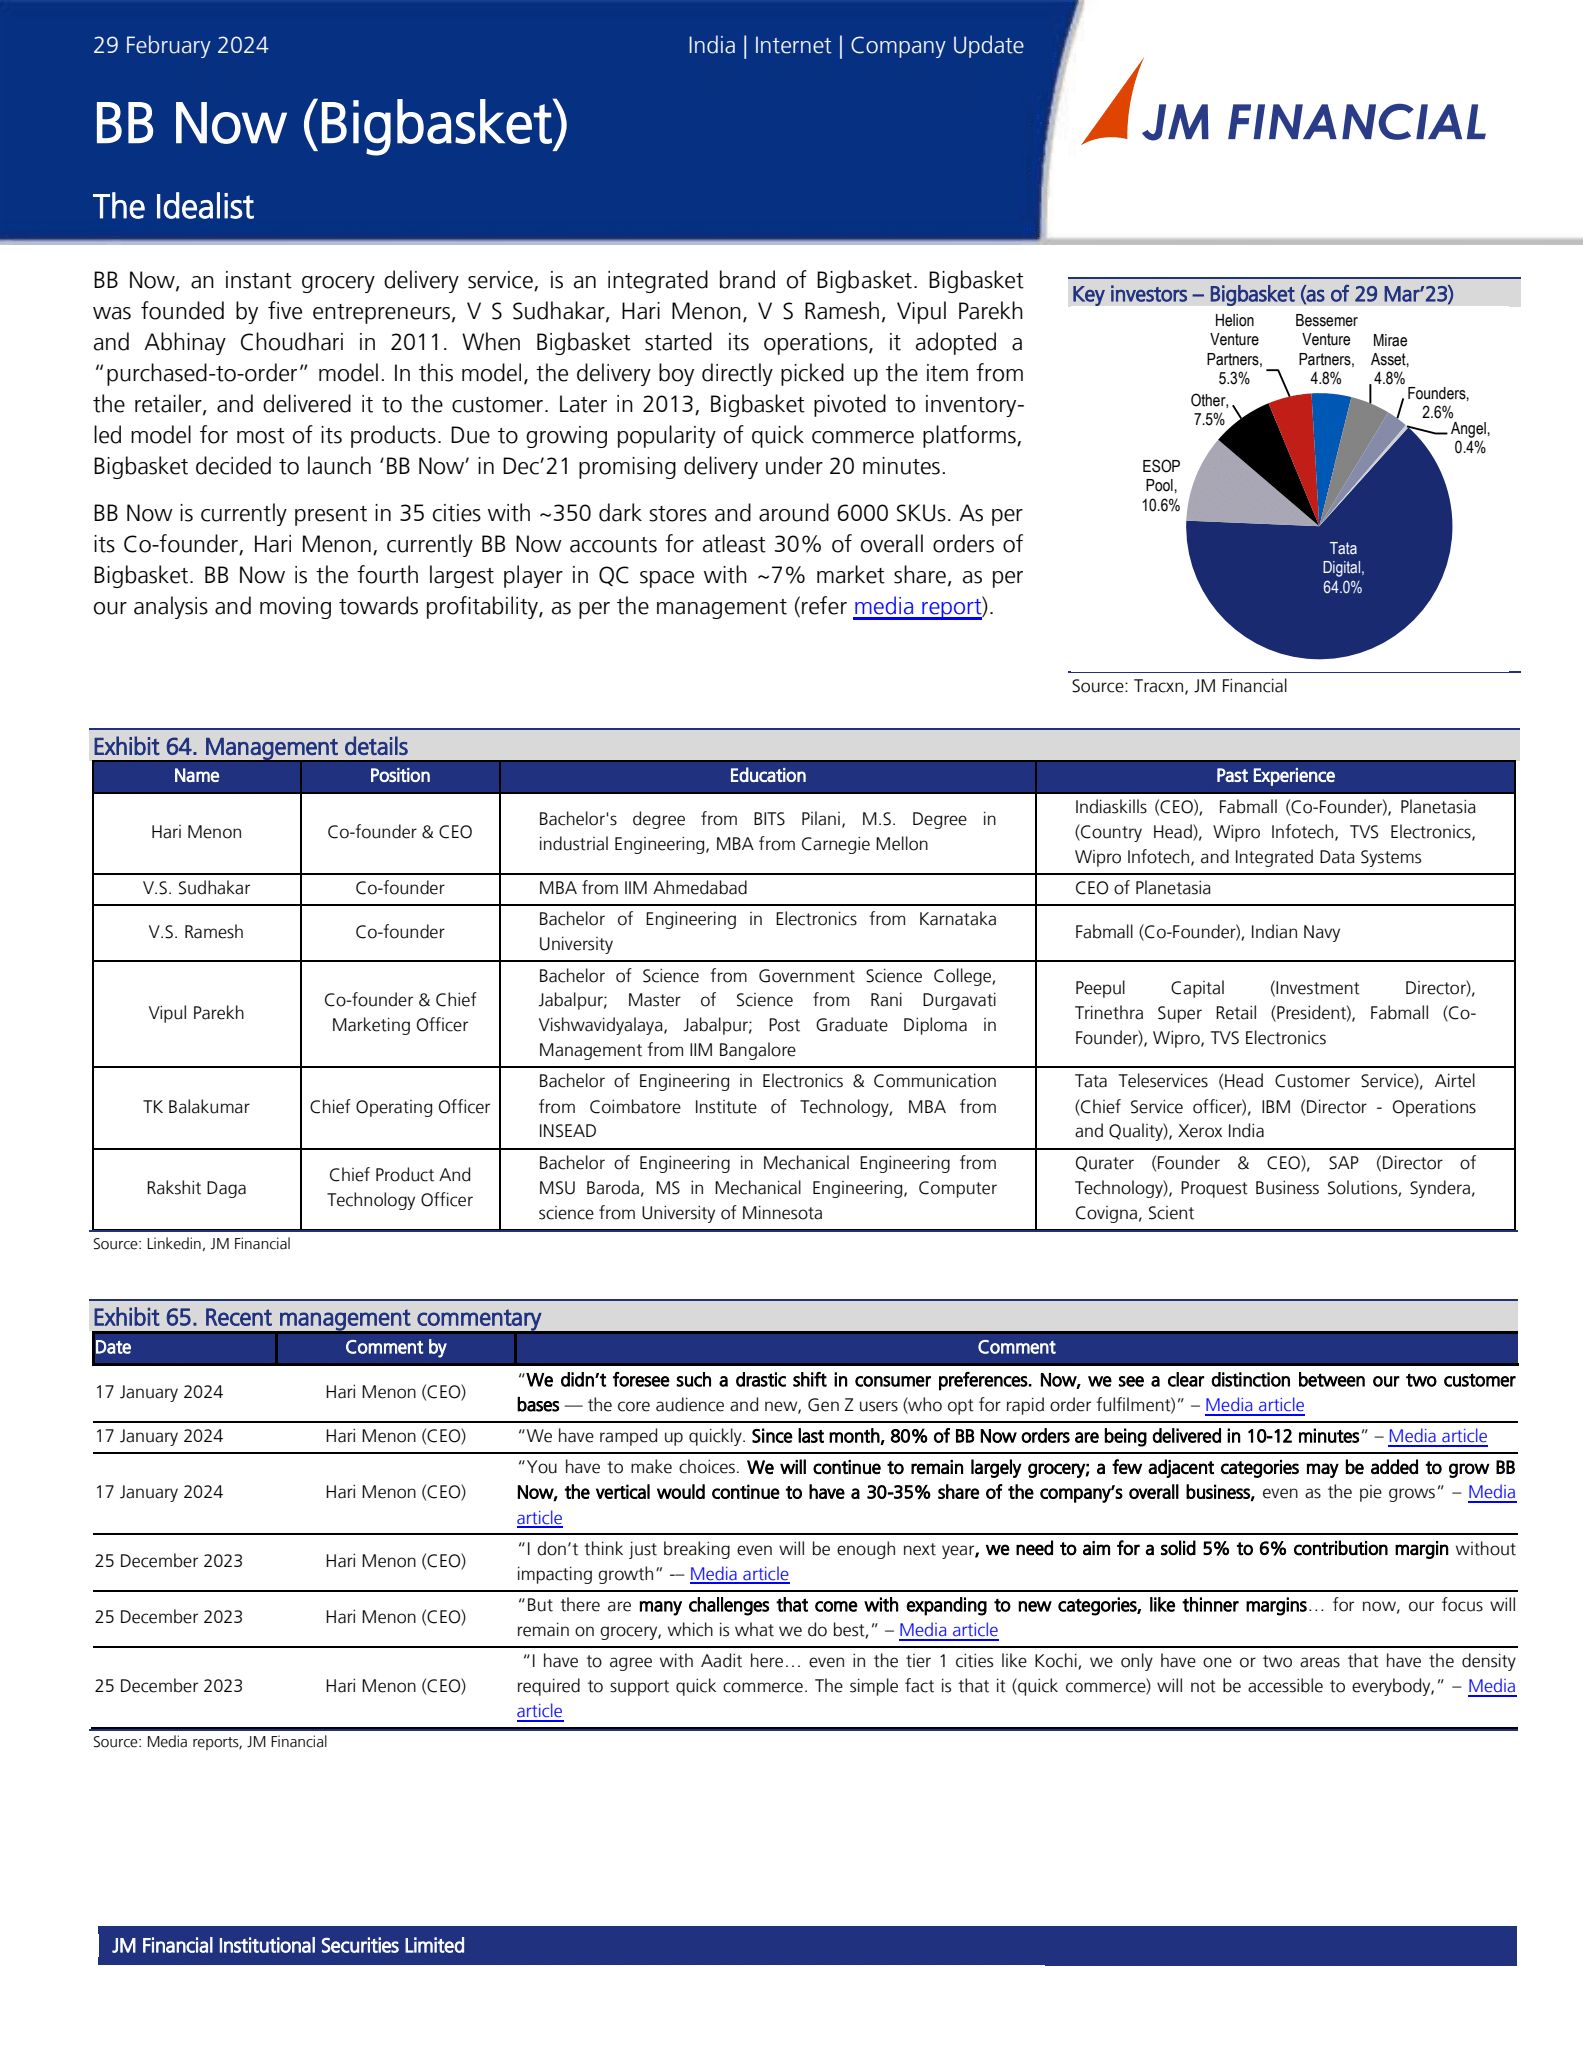 29 February 2024
India | Internet | Company Update
BB Now (Bigbasket)
The Idealist
JM FINANCIAL
BB Now, an instant grocery delivery service, is an integrated brand of Bigbasket. Bigbasket
was founded by five entrepreneurs, V S Sudhakar, Hari Menon, V S Ramesh, Vipul Parekh
and Abhinay Choudhari in 2011. When Bigbasket started its operations, it adopted a
“purchased-to-order” model. In this model, the delivery boy directly picked up the item from
the retailer, and delivered it to the customer. Later in 2013, Bigbasket pivoted to inventory-
led model for most of its products. Due to growing popularity of quick commerce platforms,
Bigbasket decided to launch ‘BB Now’ in Dec’21 promising delivery under 20 minutes.
BB Now is currently present in 35 cities with ~350 dark stores and around 6000 SKUs. As per
its Co-founder, Hari Menon, currently BB Now accounts for atleast 30% of overall orders of
Bigbasket. BB Now is the fourth largest player in QC space with ~7% market share, as per
our analysis and moving towards profitability, as per the management (refer media report).
Key investors – Bigbasket (as of 29 Mar’23)
Helion
Venture
Partners,
5.3%
Bessemer
Venture
Partners,
4.8%
Mirae
Asset,
4.8%
Founders,
2.6%
Angel,
0.4%
Other,
7.5%
ESOP
Pool,
10.6%
Tata
Digital,
64.0%
Source: Tracxn, JM Financial
Exhibit 64. Management details
Name Position Education Past Experience
Hari Menon
Co-founder & CEO
Bachelor's degree from BITS Pilani, M.S. Degree in
industrial Engineering, MBA from Carnegie Mellon
Indiaskills (CEO), Fabmall (Co-Founder), Planetasia
(Country Head), Wipro Infotech, TVS Electronics,
Wipro Infotech, and Integrated Data Systems
V.S. Sudhakar
Co-founder
MBA from IIM Ahmedabad
CEO of Planetasia
V.S. Ramesh
Co-founder
Bachelor of Engineering in Electronics from Karnataka
University
Fabmall (Co-Founder), Indian Navy
Vipul Parekh
Co-founder & Chief
Marketing Officer
Bachelor of Science from Government Science College,
Jabalpur; Master of Science from Rani Durgavati
Vishwavidyalaya, Jabalpur; Post Graduate Diploma in
Management from IIM Bangalore
Peepul Capital (Investment Director),
Trinethra Super Retail (President), Fabmall (Co-
Founder), Wipro, TVS Electronics
TK Balakumar
Chief Operating Officer
Bachelor of Engineering in Electronics & Communication
from Coimbatore Institute of Technology, MBA from
INSEAD
Tata Teleservices (Head Customer Service), Airtel
(Chief Service officer), IBM (Director - Operations
and Quality), Xerox India
Rakshit Daga
Chief Product And
Technology Officer
Bachelor of Engineering in Mechanical Engineering from
MSU Baroda, MS in Mechanical Engineering, Computer
science from University of Minnesota
Qurater (Founder & CEO), SAP (Director of
Technology), Proquest Business Solutions, Syndera,
Covigna, Scient
Source: Linkedin, JM Financial
Exhibit 65. Recent management commentary
Date Comment by Comment
17 January 2024
Hari Menon (CEO)
“We didn’t foresee such a drastic shift in consumer preferences. Now, we see a clear distinction between our two customer
bases — the core audience and new, Gen Z users (who opt for rapid order fulfilment)” – Media article
17 January 2024
Hari Menon (CEO)
“We have ramped up quickly. Since last month, 80% of BB Now orders are being delivered in 10-12 minutes” – Media article
17 January 2024
Hari Menon (CEO)
“You have to make choices. We will continue to remain largely grocery; a few adjacent categories may be added to grow BB
Now, the vertical would continue to have a 30-35% share of the company’s overall business, even as the pie grows” – Media
article
25 December 2023
Hari Menon (CEO)
“I don’t think just breaking even will be enough next year, we need to aim for a solid 5% to 6% contribution margin without
impacting growth” -– Media article
25 December 2023
Hari Menon (CEO)
“But there are many challenges that come with expanding to new categories, like thinner margins… for now, our focus will
remain on grocery, which is what we do best,” – Media article
25 December 2023
Hari Menon (CEO)
“I have to agree with Aadit here… even in the tier 1 cities like Kochi, we only have one or two areas that have the density
required to support quick commerce. The simple fact is that it (quick commerce) will not be accessible to everybody,” – Media
article
Source: Media reports, JM Financial
JM Financial Institutional Securities Limited